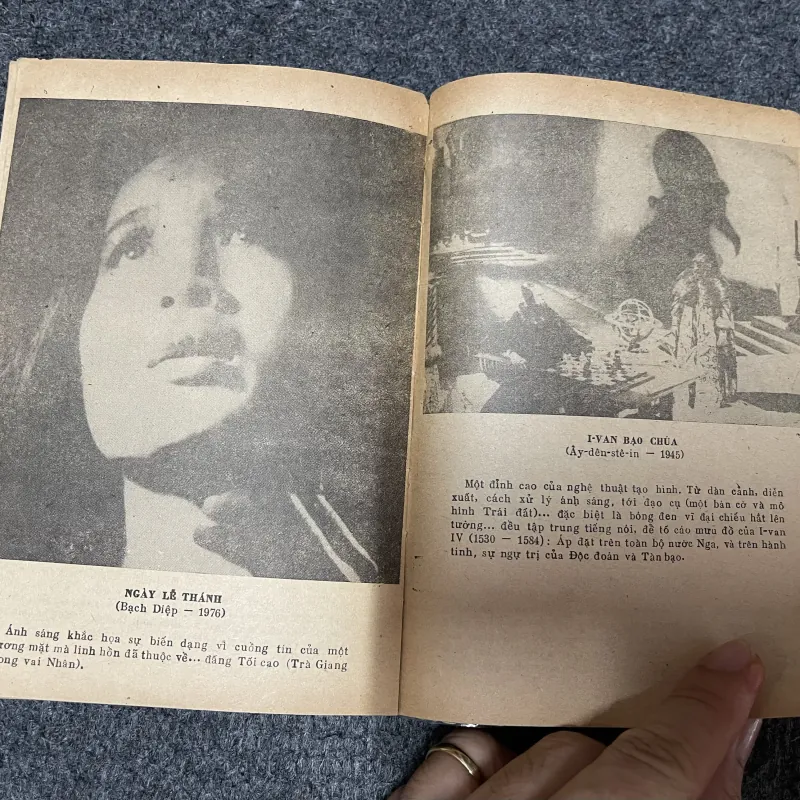 NGÀY LỄ THÁNH
(Bạch Diệp — 1976)
Ánh sáng khắc họa sự biến dạng vì cuồng tín của một
mặt mà linh hồn đã thuộc về... đấng Tối cao (Trà Giang
vai Nhân).
I-VAN BẠO CHÚA
(Ây-dên-stê-in — 1945)
Một đỉnh cao của nghệ thuật tạo hình. Từ dàn cảnh, diễn
xuất, cách xử lý ánh sáng, tới đạo cụ (một bàn cờ và mô
hình Trái đất)... đặc biệt là bóng đen vĩ đại chiếu hắt lên
tường... đều tập trung tiếng nói, để tố cáo mưu đồ của I-van
IV (1530 — 1584) : Áp đặt trên toàn bộ nước Nga, và trên hành
tinh, sự ngự trị của Độc đoán và Tàn bạo.